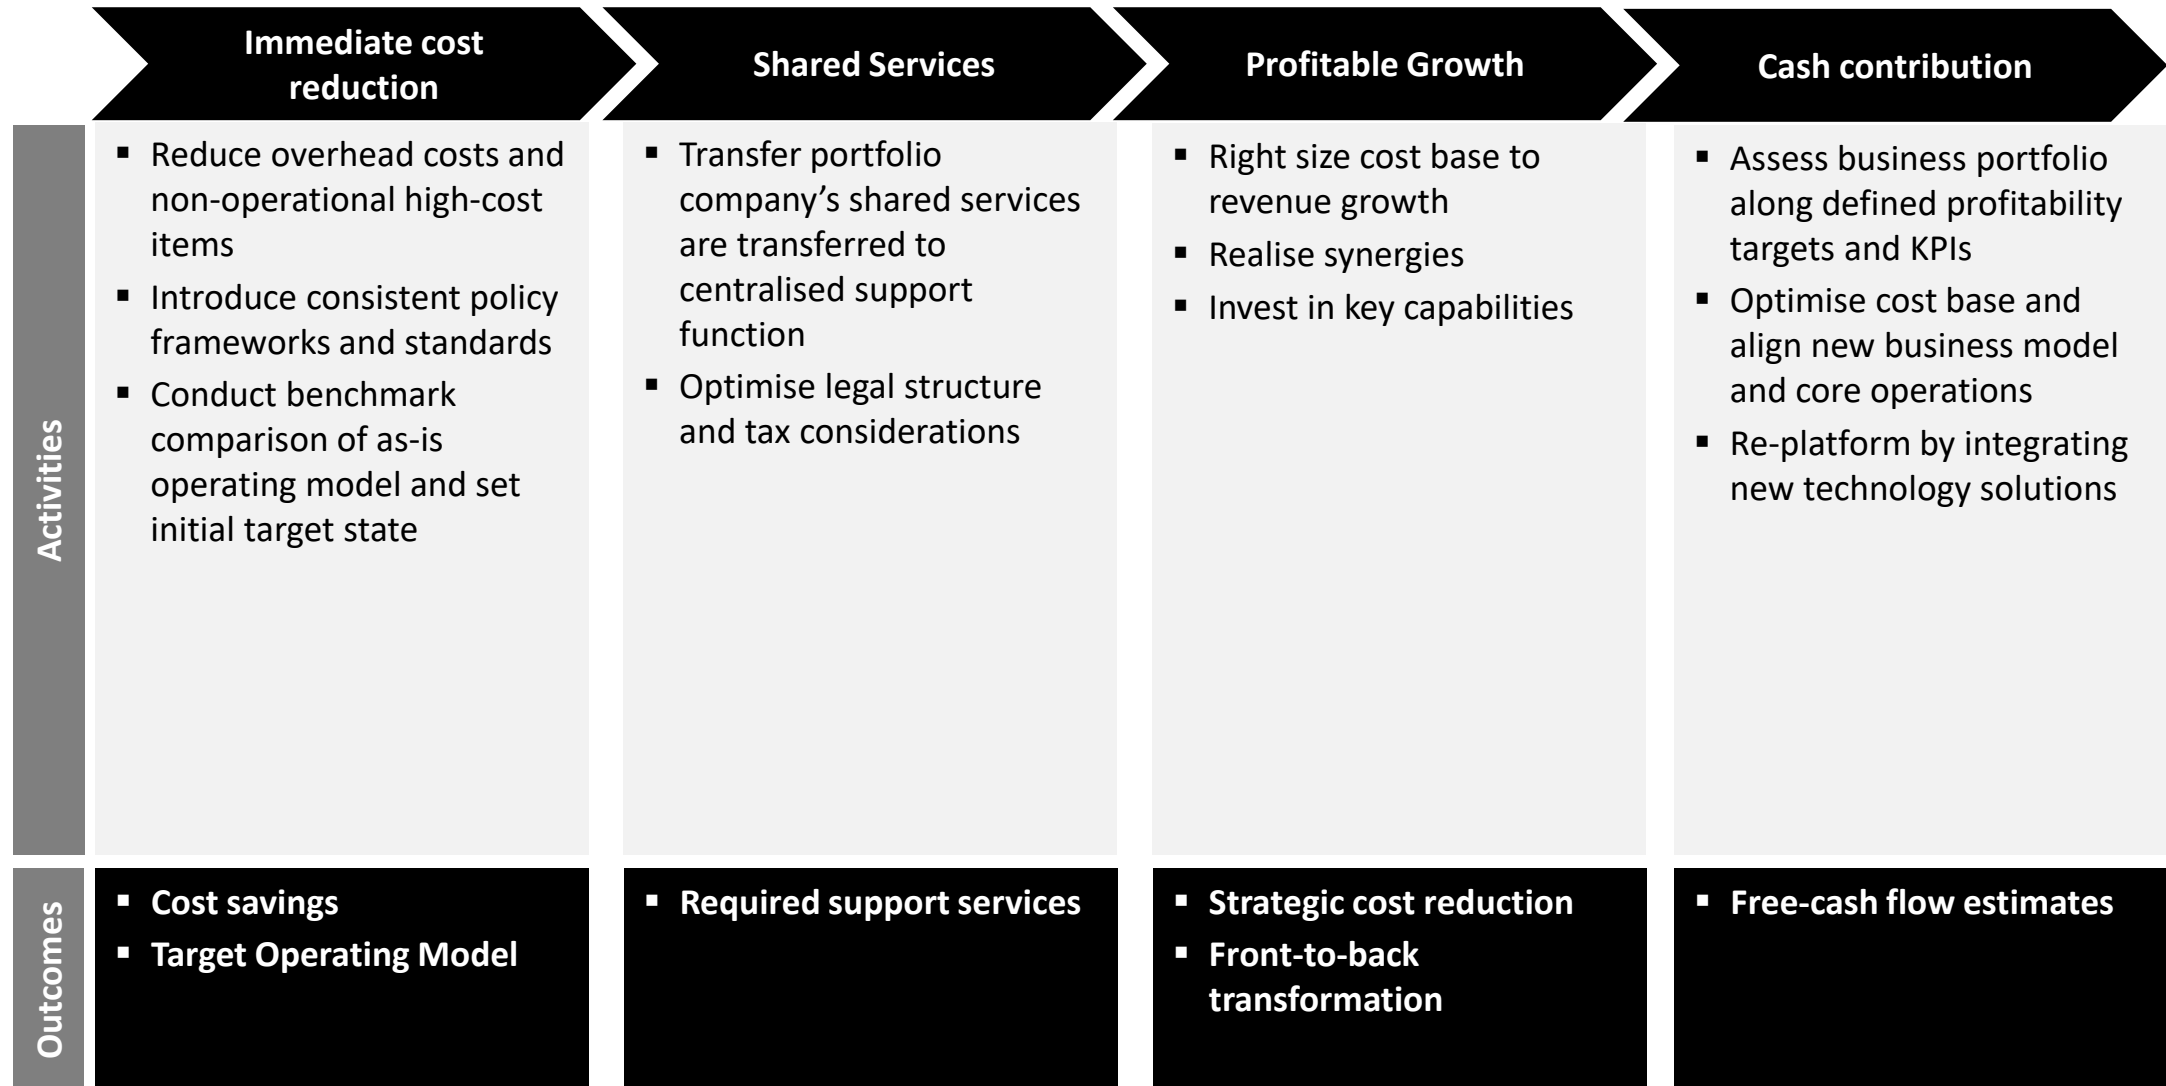 Immediate cost
reduction
Shared Services
Profitable Growth
Cash contribution
Activities
▪ Reduce overhead costs and
non-operational high-cost
items
▪ Introduce consistent policy
frameworks and standards
▪ Conduct benchmark
comparison of as-is
operating model and set
initial target state
▪ Transfer portfolio
company’s shared services
are transferred to
centralised support
function
▪ Optimise legal structure
and tax considerations
▪ Right size cost base to
revenue growth
▪ Realise synergies
▪ Invest in key capabilities
▪ Assess business portfolio
along defined profitability
targets and KPIs
▪ Optimise cost base and
align new business model
and core operations
▪ Re-platform by integrating
new technology solutions
Outcomes
▪ Cost savings
▪ Target Operating Model
▪ Required support services
▪ Strategic cost reduction
▪ Front-to-back
transformation
▪ Free-cash flow estimates